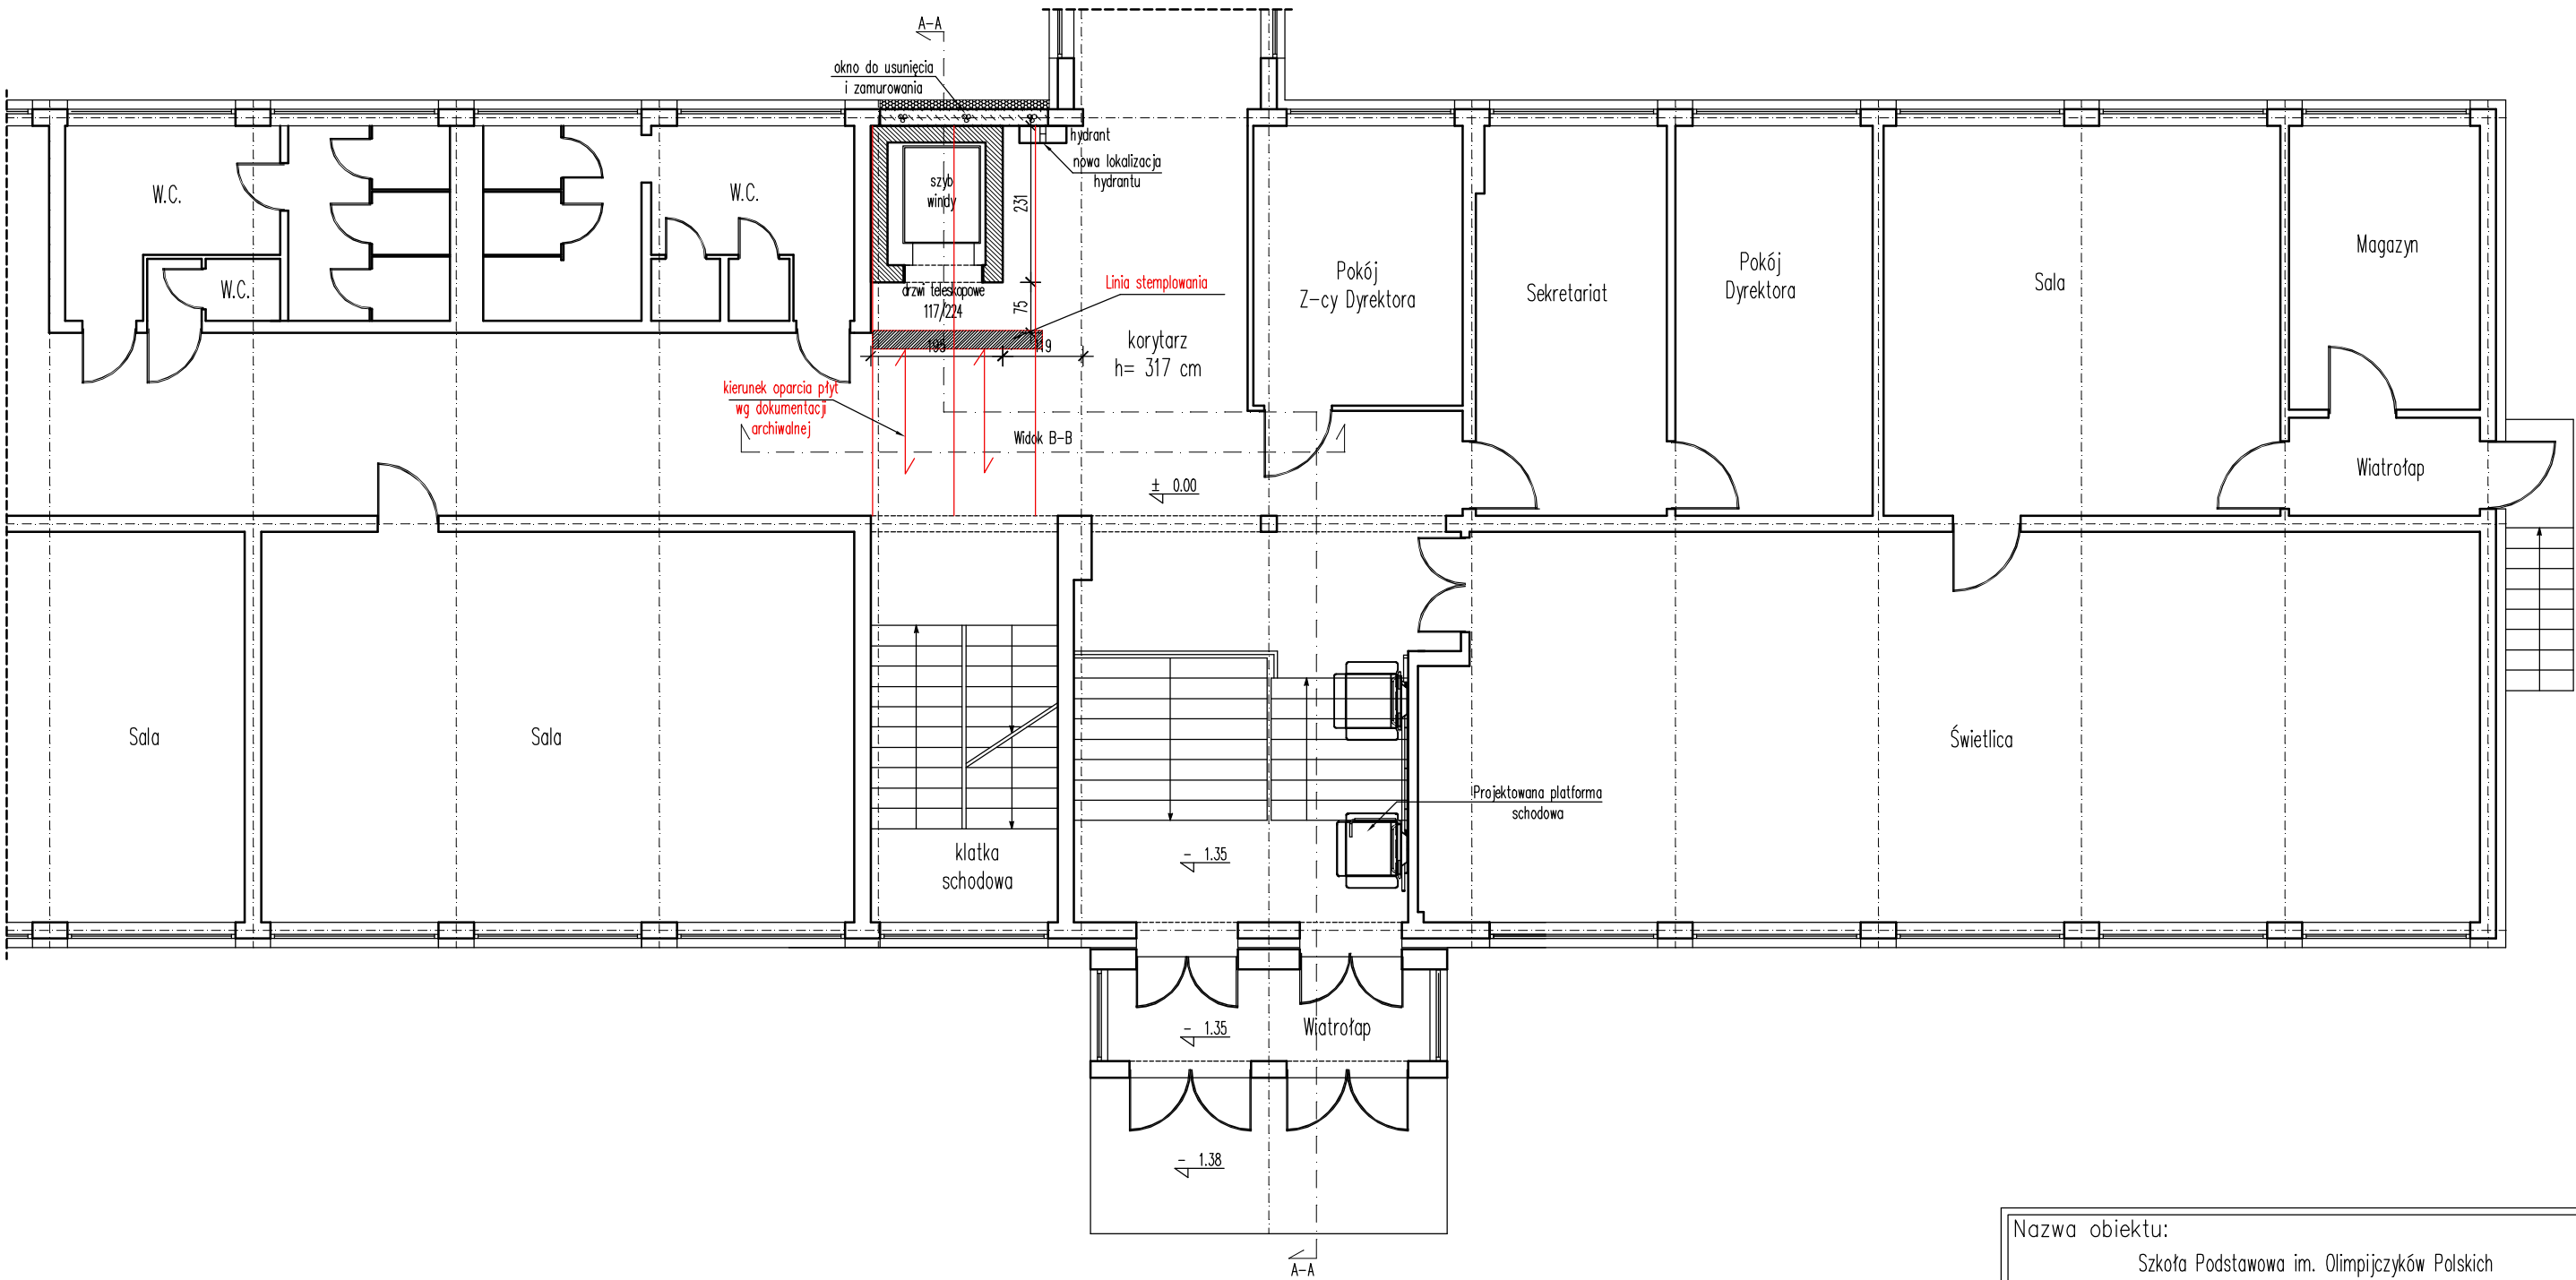 A-A
okno do usunięcia
i zamurowania
hydrant
nowa lokalizacja
hydrantu
W.C.
W.C.
W.C.
szyb
windy
231
75
drzwi teleskopowe
117/224
Linia stemplowania
195
119
korytarz
h= 317 cm
kierunek oparcia płyt
wg dokumentacji
archiwalnej
Widok B-B
± 0.00
Pokój
Z-cy Dyrektora
Sekretariat
Pokój
Dyrektora
Sala
Magazyn
Wiatrołap
Sala
Sala
klatka
schodowa
Projektowana platforma
schodowa
Świetlica
- 1.35
- 1.35
Wiatrołap
- 1.38
A-A
Nazwa obiektu:
Szkoła Podstawowa im. Olimpijczyków Polskich